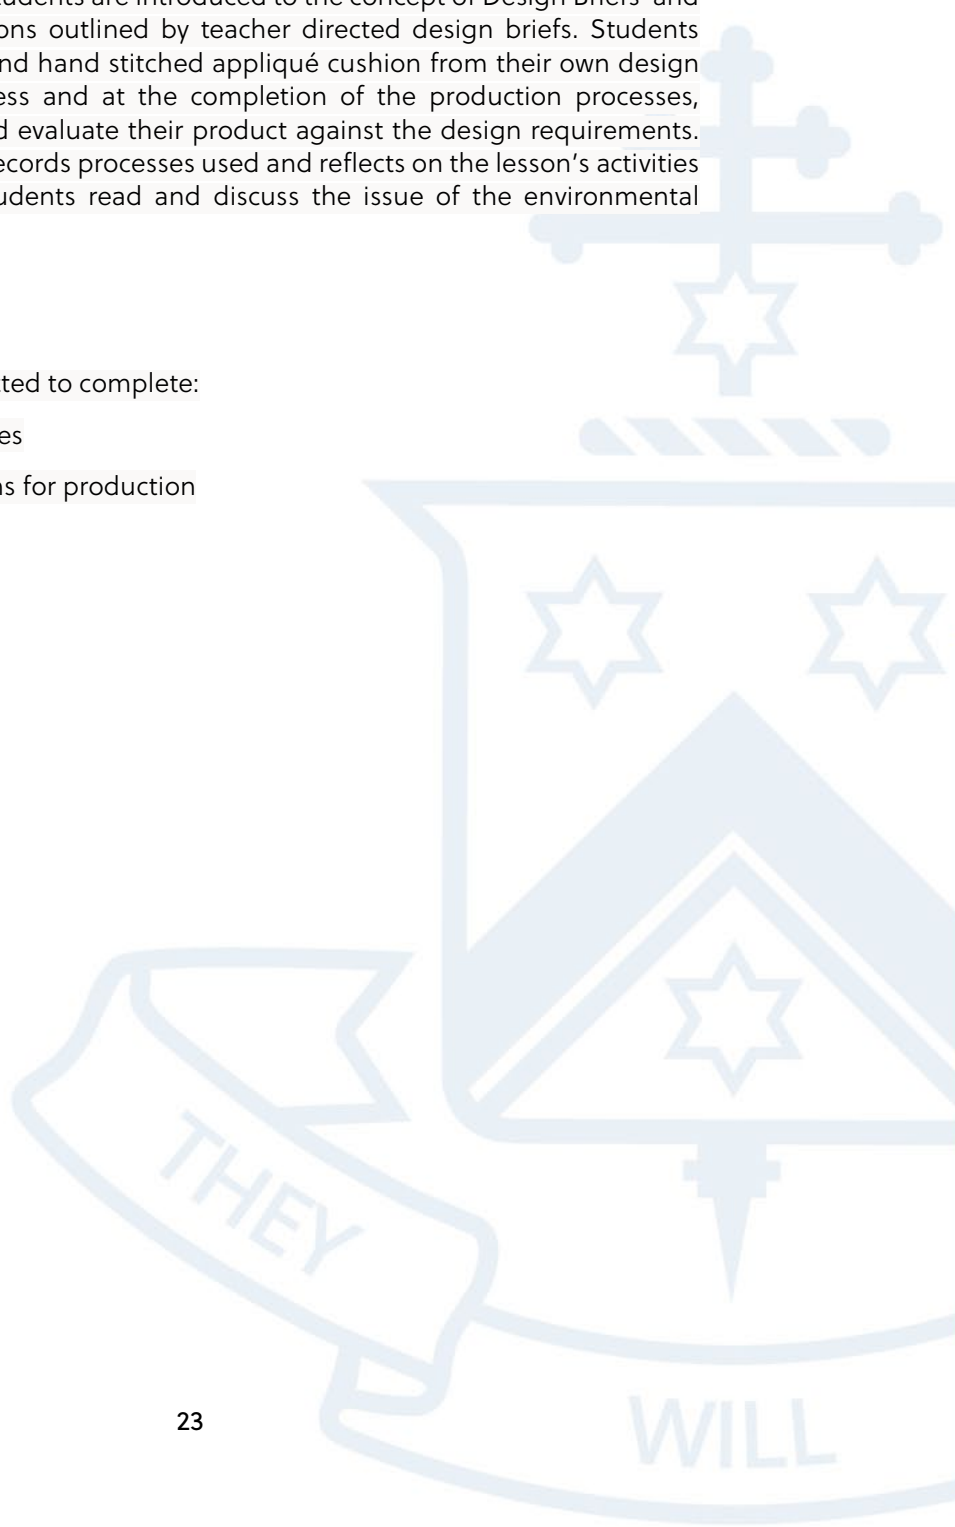 udents are introduced to the concept of Design Briefs and
ons outlined by teacher directed design briefs. Students
nd hand stitched appliqué cushion from their own design
ess and at the completion of the production processes,
d evaluate their product against the design requirements.
ecords processes used and reflects on the lesson’s activities
udents read and discuss the issue of the environmental
tted to complete:
es
ns for production
THEY
23
WILL